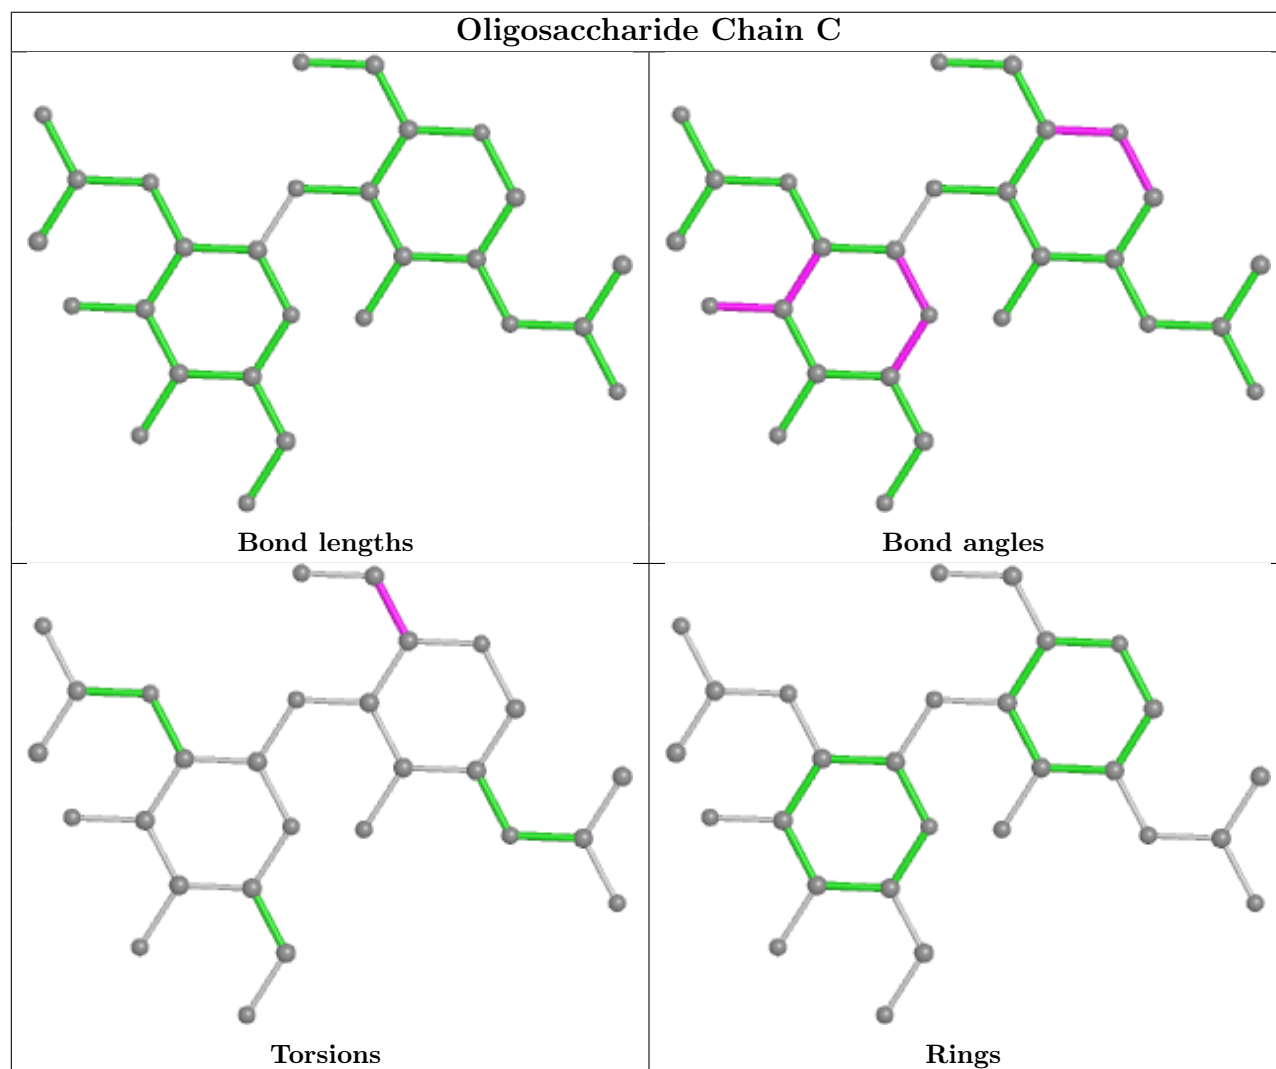 Oligosaccharide Chain C
Bond lengths
Bond angles
Torsions
Rings